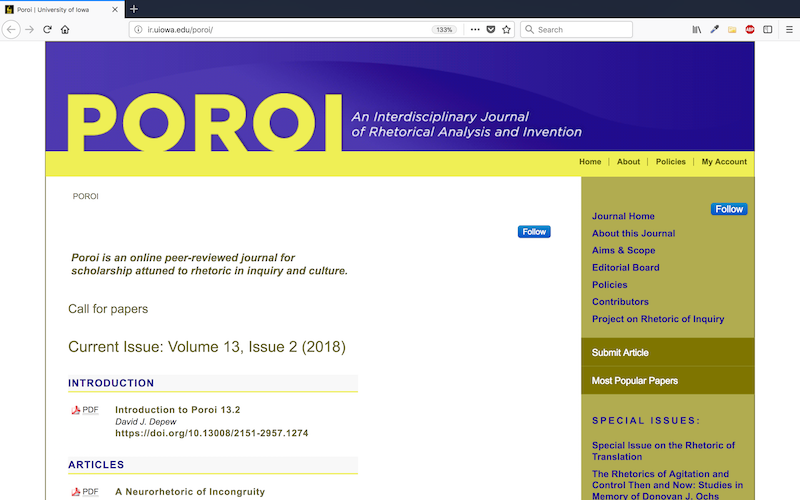 Poroi | University of Iowa
ir.uiowa.edu/poroi/
133%
Search
ABP
POROI
An Interdisciplinary Journal
of Rhetorical Analysis and Invention
Home | About | Policies | My Account
POROI
Follow
Poroi is an online peer-reviewed journal for
scholarship attuned to rhetoric in inquiry and culture.
Call for papers
Current Issue: Volume 13, Issue 2 (2018)
INTRODUCTION
PDF
Introduction to Poroi 13.2
David J. Depew
https://doi.org/10.13008/2151-2957.1274
ARTICLES
PDF
A Neurorhetoric of Incongruity
Follow
Journal Home
About this Journal
Aims & Scope
Editorial Board
Policies
Contributors
Project on Rhetoric of Inquiry
Submit Article
Most Popular Papers
SPECIAL ISSUES:
Special Issue on the Rhetoric of
Translation
The Rhetorics of Agitation and
Control Then and Now: Studies in
Memory of Donovan J. Ochs